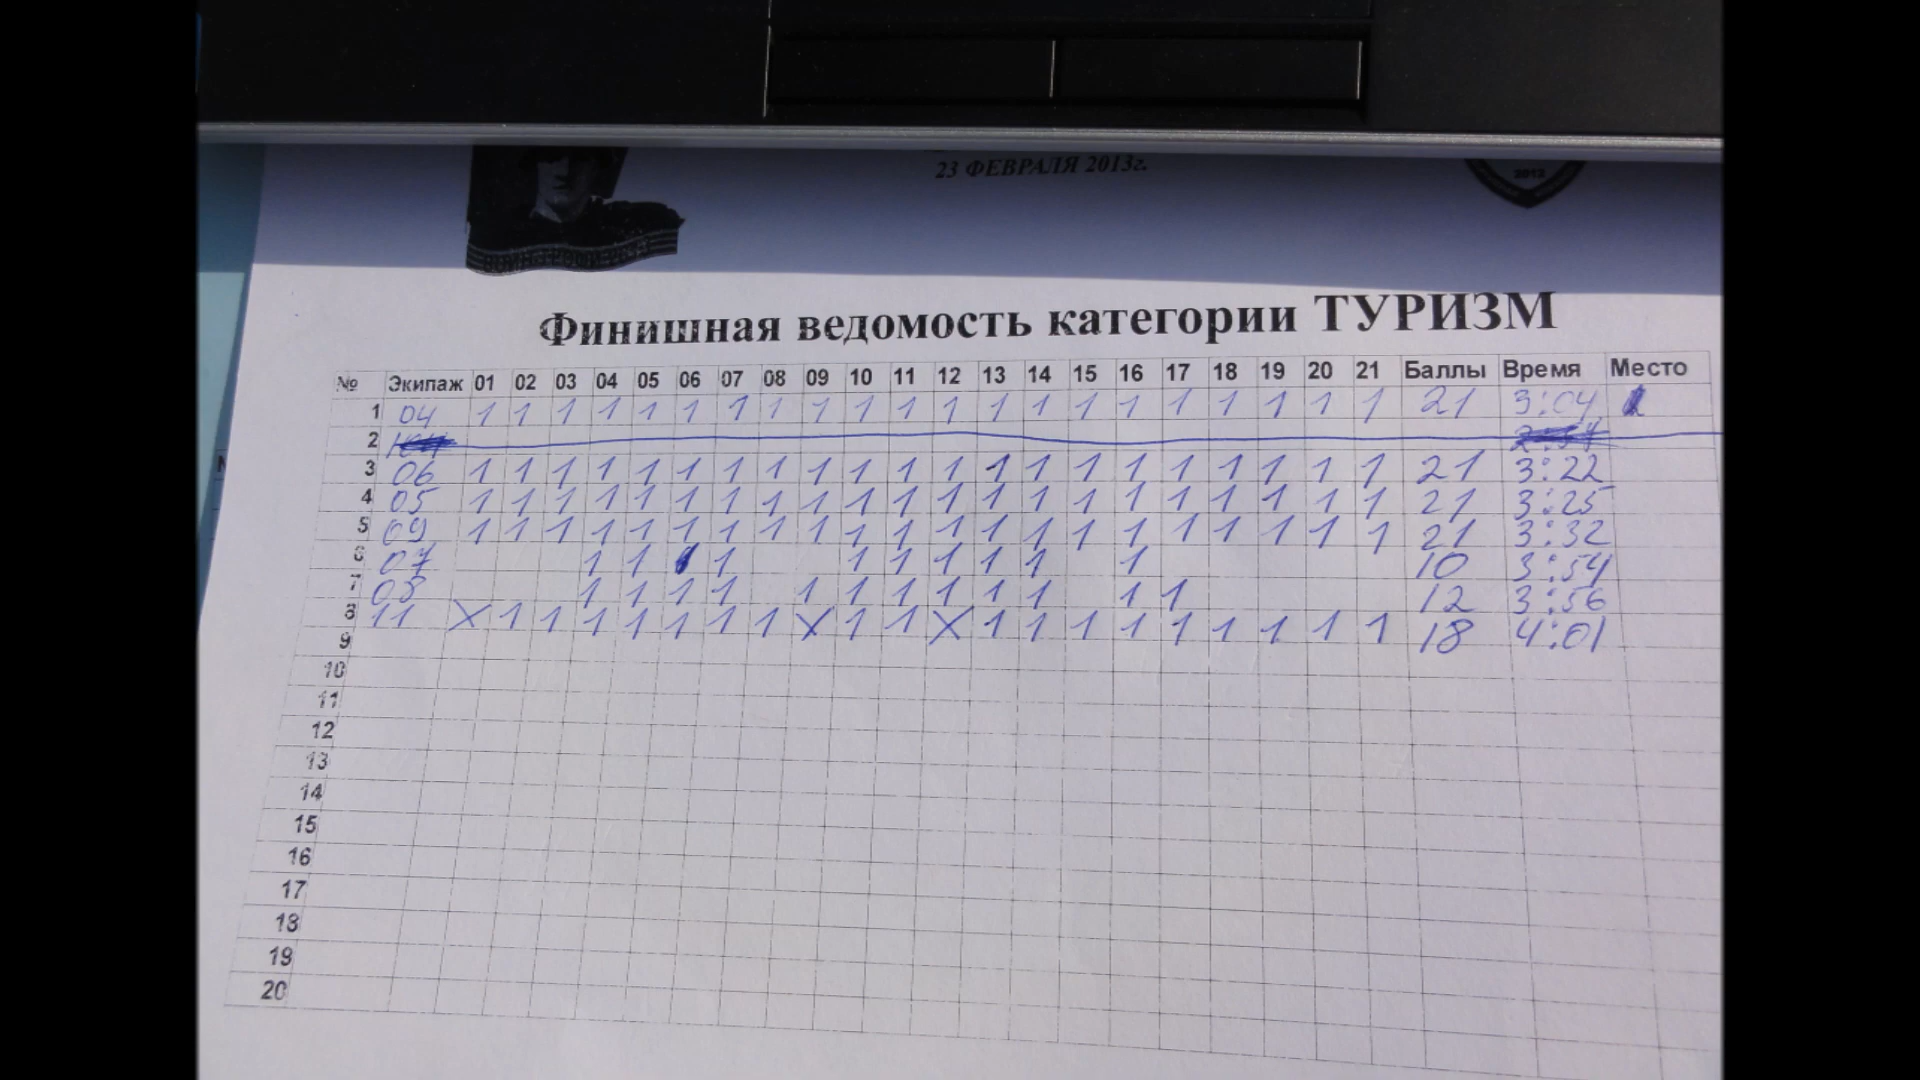 23 ФЕВРАЛЯ 2013г.
2012
Финишная ведомость категории ТУРИЗМ
№ Экипаж 01 02 03 04 05 06 07 08 09 10 11 12 13 14 15 16 17 18 19 20 21 Баллы Время Место
1 04 1 1 1 1 1 1 1 1 1 1 1 1 1 1 1 1 1 1 1 1 1 21 3:04
2
3 06 1 1 1 1 1 1 1 1 1 1 1 1 1 1 1 1 1 1 1 1 1 21 3:22
4 05 1 1 1 1 1 1 1 1 1 1 1 1 1 1 1 1 1 1 1 1 1 21 3:25
5 09 1 1 1 1 1 1 1 1 1 1 1 1 1 1 1 1 1 1 1 1 1 21 3:32
6 07 1 1 1 1 1 1 1 1 1 1 10 3:54
7 08 1 1 1 1 1 1 1 1 1 1 1 1 12 3:56
8 11 X 1 1 1 1 1 1 1 X 1 1 X 1 1 1 1 1 1 1 1 1 18 4:01
9
10
11
12
13
14
15
16
17
18
19
20